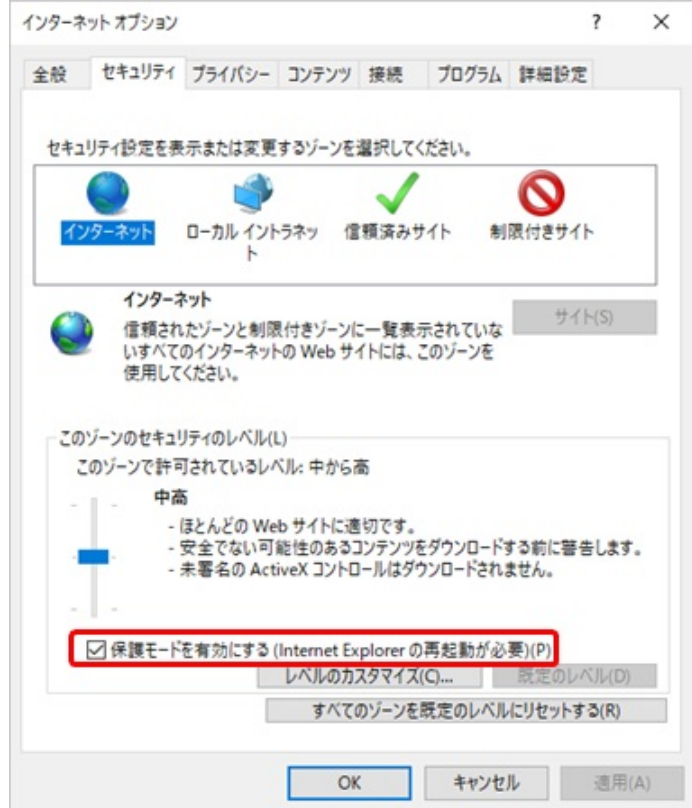 インターネット オプション
?
×
全般
セキュリティ
プライバシー
コンテンツ
接続
プログラム
詳細設定
セキュリティ設定を表示または変更するゾーンを選択してください。
インターネット
ローカル イントラネッ
ト
信頼済みサイト
制限付きサイト
インターネット
サイト(S)
信頼されたゾーンと制限付きゾーンに一覧表示されていな
いすべてのインターネットの Web サイトには、このゾーンを
使用してください。
このゾーンのセキュリティのレベル(L)
このゾーンで許可されているレベル: 中から高
中高
- ほとんどの Web サイトに適切です。
- 安全でない可能性のあるコンテンツをダウンロードする前に警告します。
- 未署名の ActiveX コントロールはダウンロードされません。
保護モードを有効にする (Internet Explorer の再起動が必要)(P)
レベルのカスタマイズ(C)...
既定のレベル(D)
すべてのゾーンを既定のレベルにリセットする(R)
OK
キャンセル
適用(A)